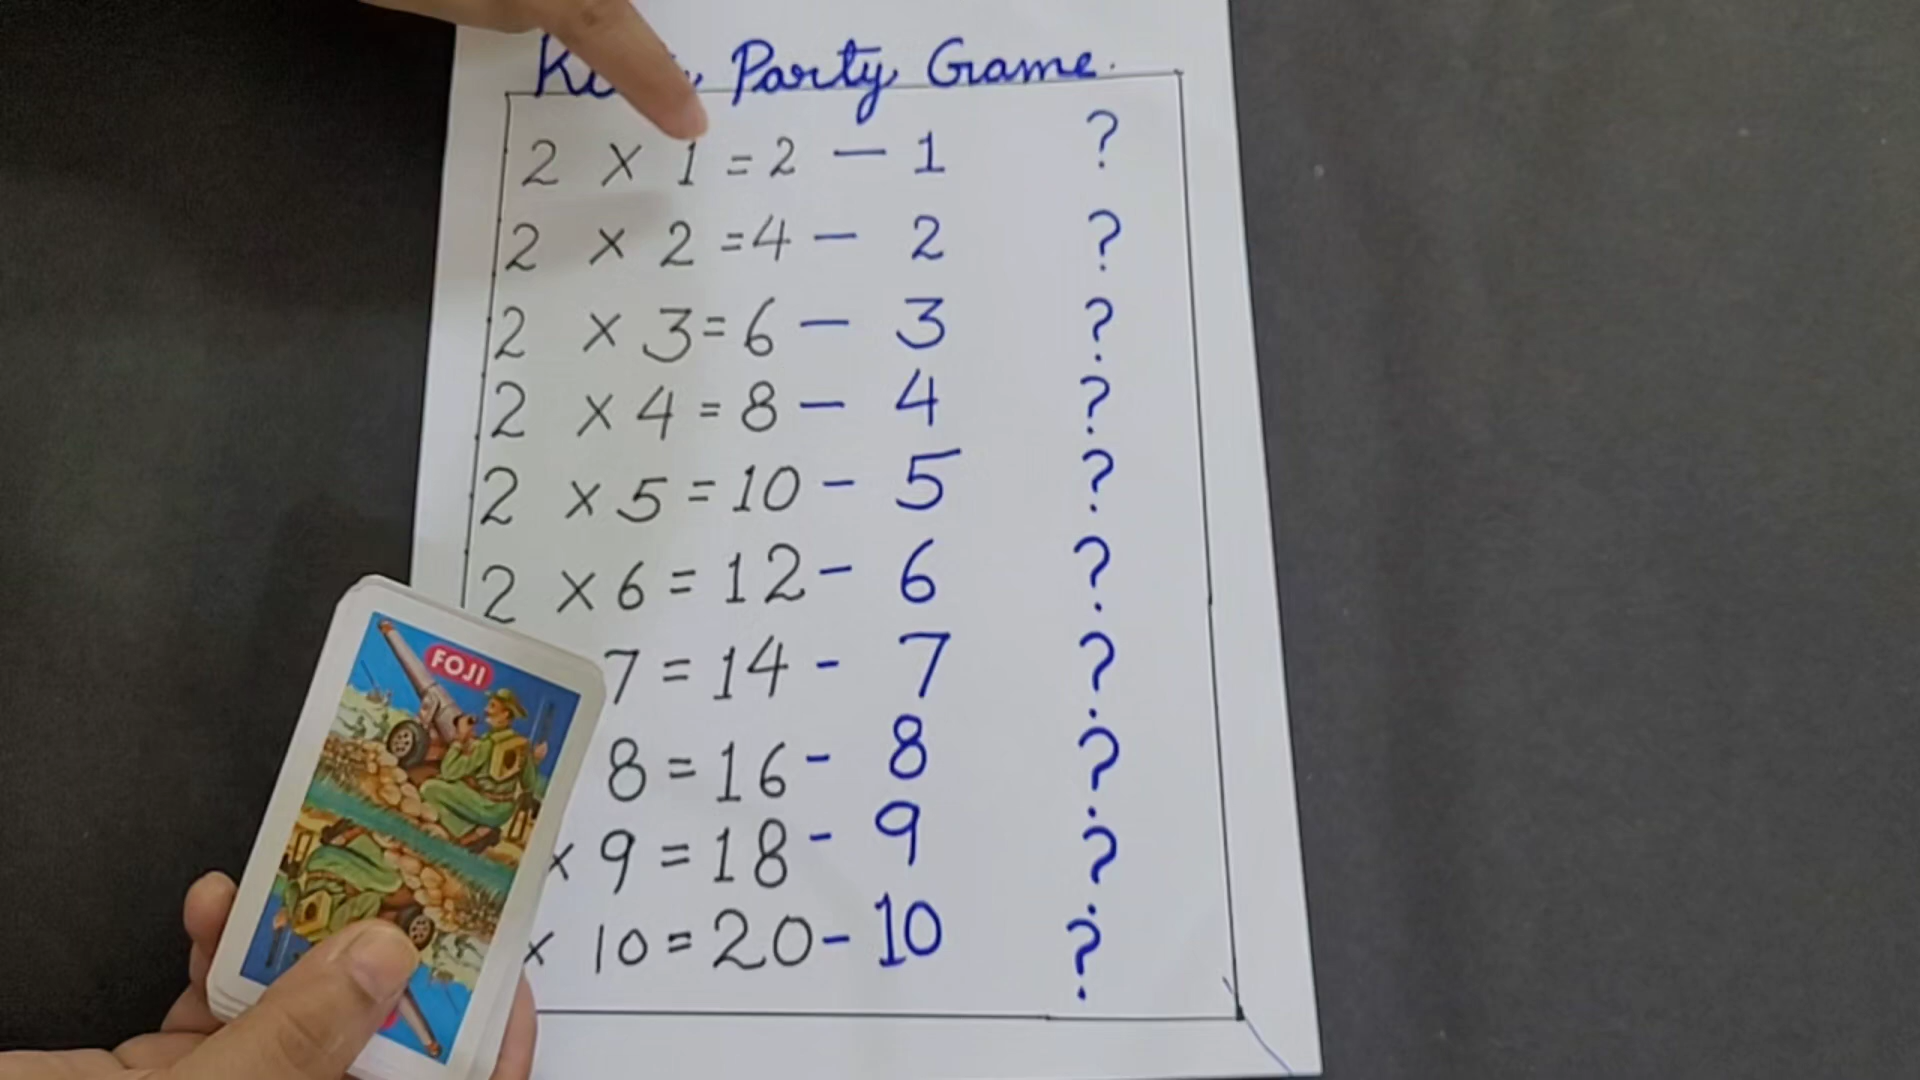 Party Game.
2 × 1 = 2 — 1 ?
2 × 2 = 4 — 2 ?
2 × 3 = 6 — 3 ?
2 × 4 = 8 — 4 ?
2 × 5 = 10 - 5 ?
2 × 6 = 12 - 6 ?
7 = 14 - 7 ?
8 = 16 - 8 ?
× 9 = 18 - 9 ?
× 10 = 20 - 10 ?
FOJI